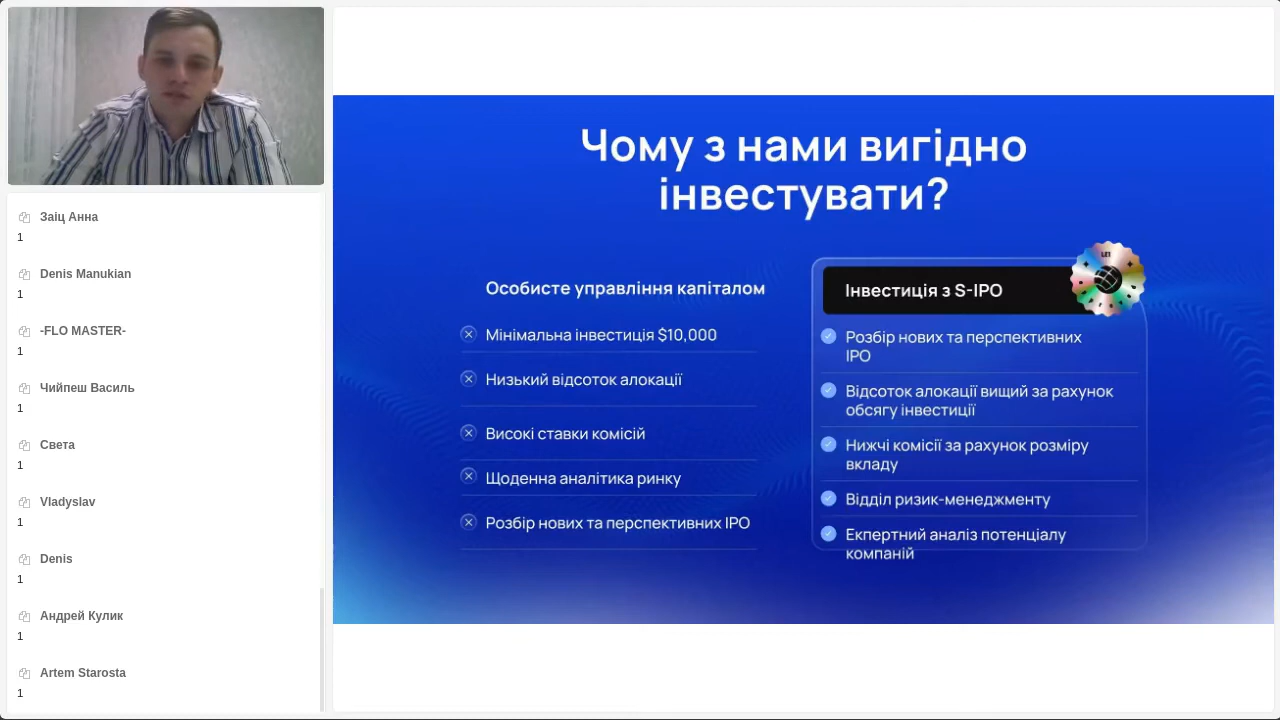 Заіц Анна
1
Denis Manukian
1
-FLO MASTER-
1
Чийпеш Василь
1
Света
1
Vladyslav
1
Denis
1
Андрей Кулик
1
Artem Starosta
1
Чому з нами вигідно
інвестувати?
Особисте управління капіталом
Мінімальна інвестиція $10,000
Низький відсоток алокації
Високі ставки комісій
Щоденна аналітика ринку
Розбір нових та перспективних IPO
Інвестиція з S-IPO
Розбір нових та перспективних
IPO
Відсоток алокації вищий за рахунок
обсягу інвестиції
Нижчі комісії за рахунок розміру
вкладу
Відділ ризик-менеджменту
Екпертний аналіз потенціалу
компаній